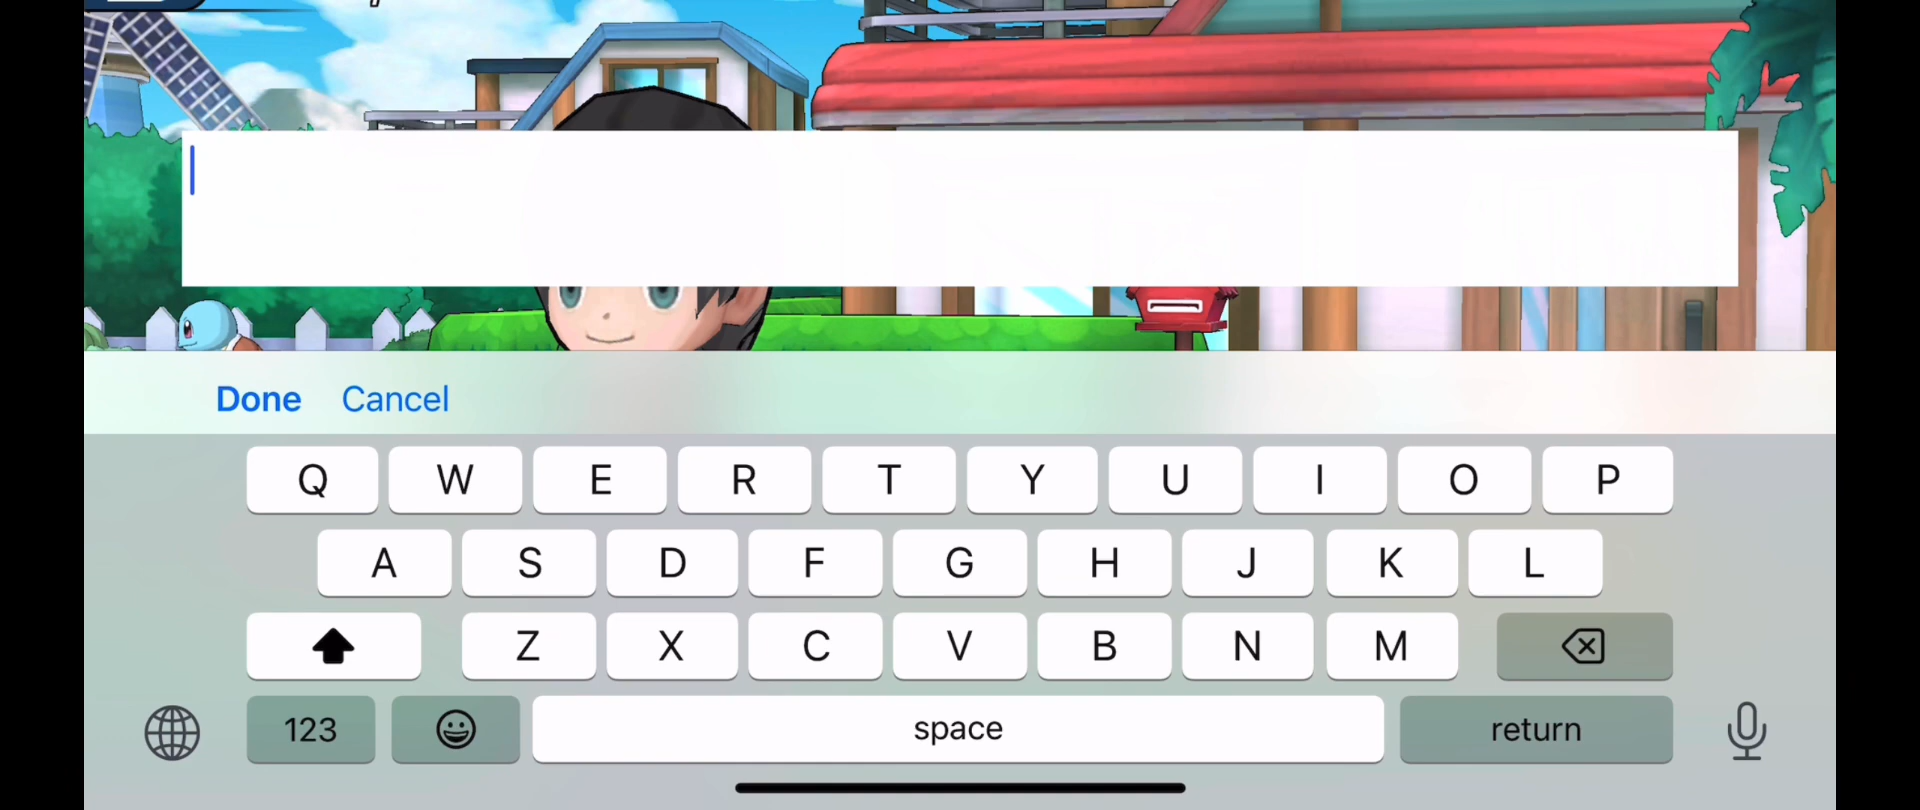 Done Cancel
Q W E R T Y U I O P
A S D F G H J K L
Z X C V B N M
123 space return